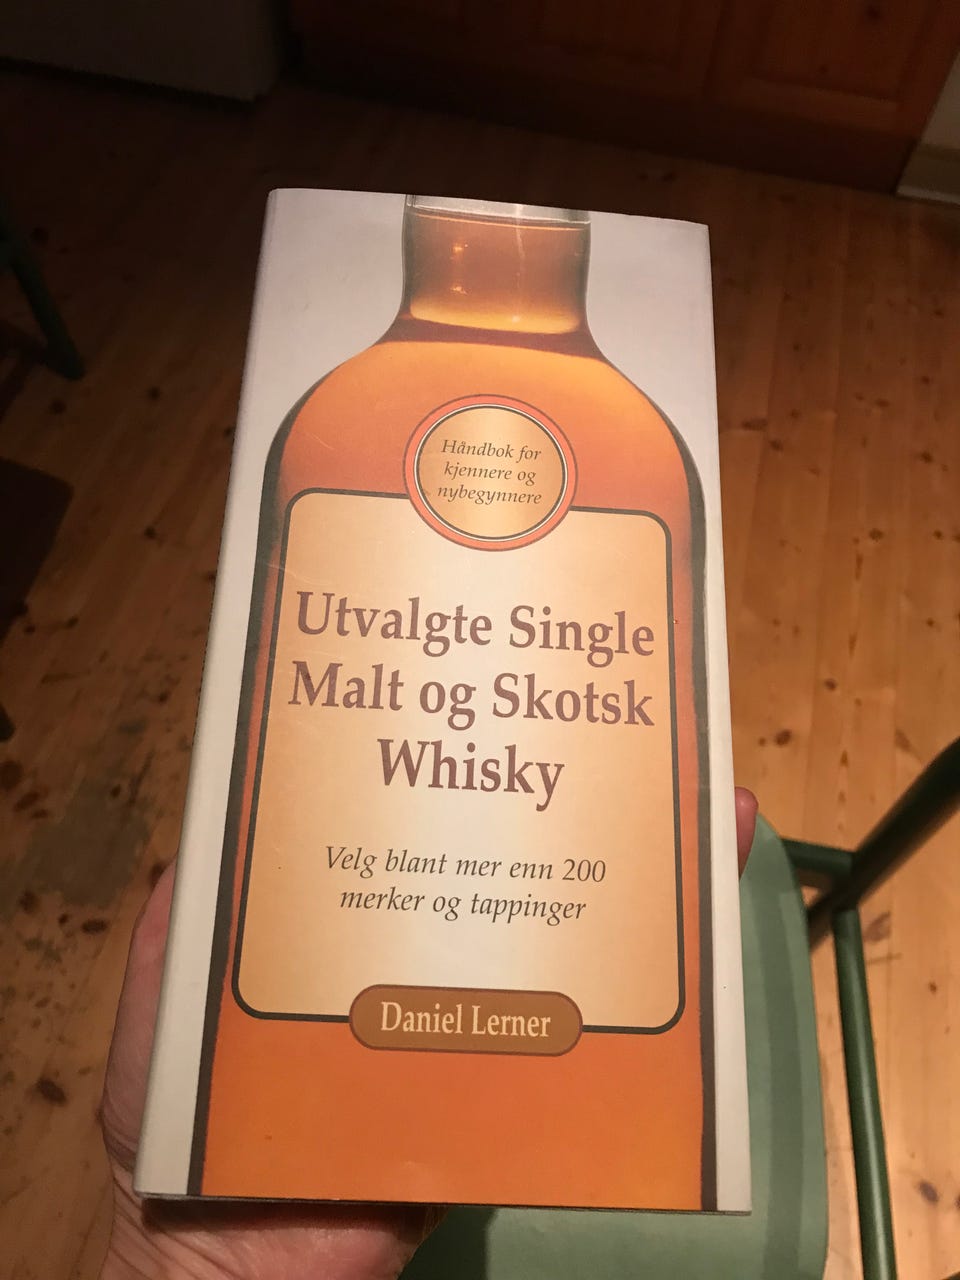 Håndbok for
kjennere og
nybegynnere
Utvalgte Single
Malt og Skotsk
Whisky
Velg blant mer enn 200
merker og tappinger
Daniel Lerner